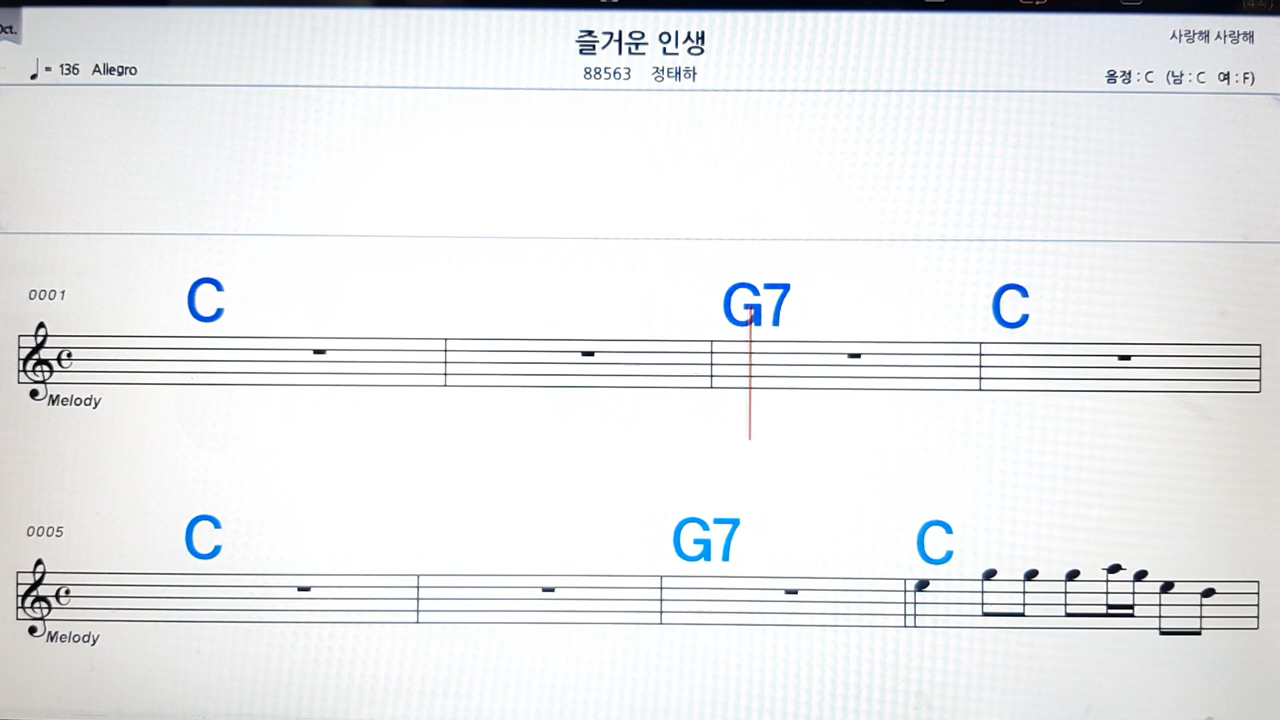 Oct.
즐거운 인생
사랑해 사랑해
♩= 136 Allegro
88563 정태하
음정 : C (남 : C 여 : F)
0001
C G7 C
Melody
0005
C G7 C
Melody